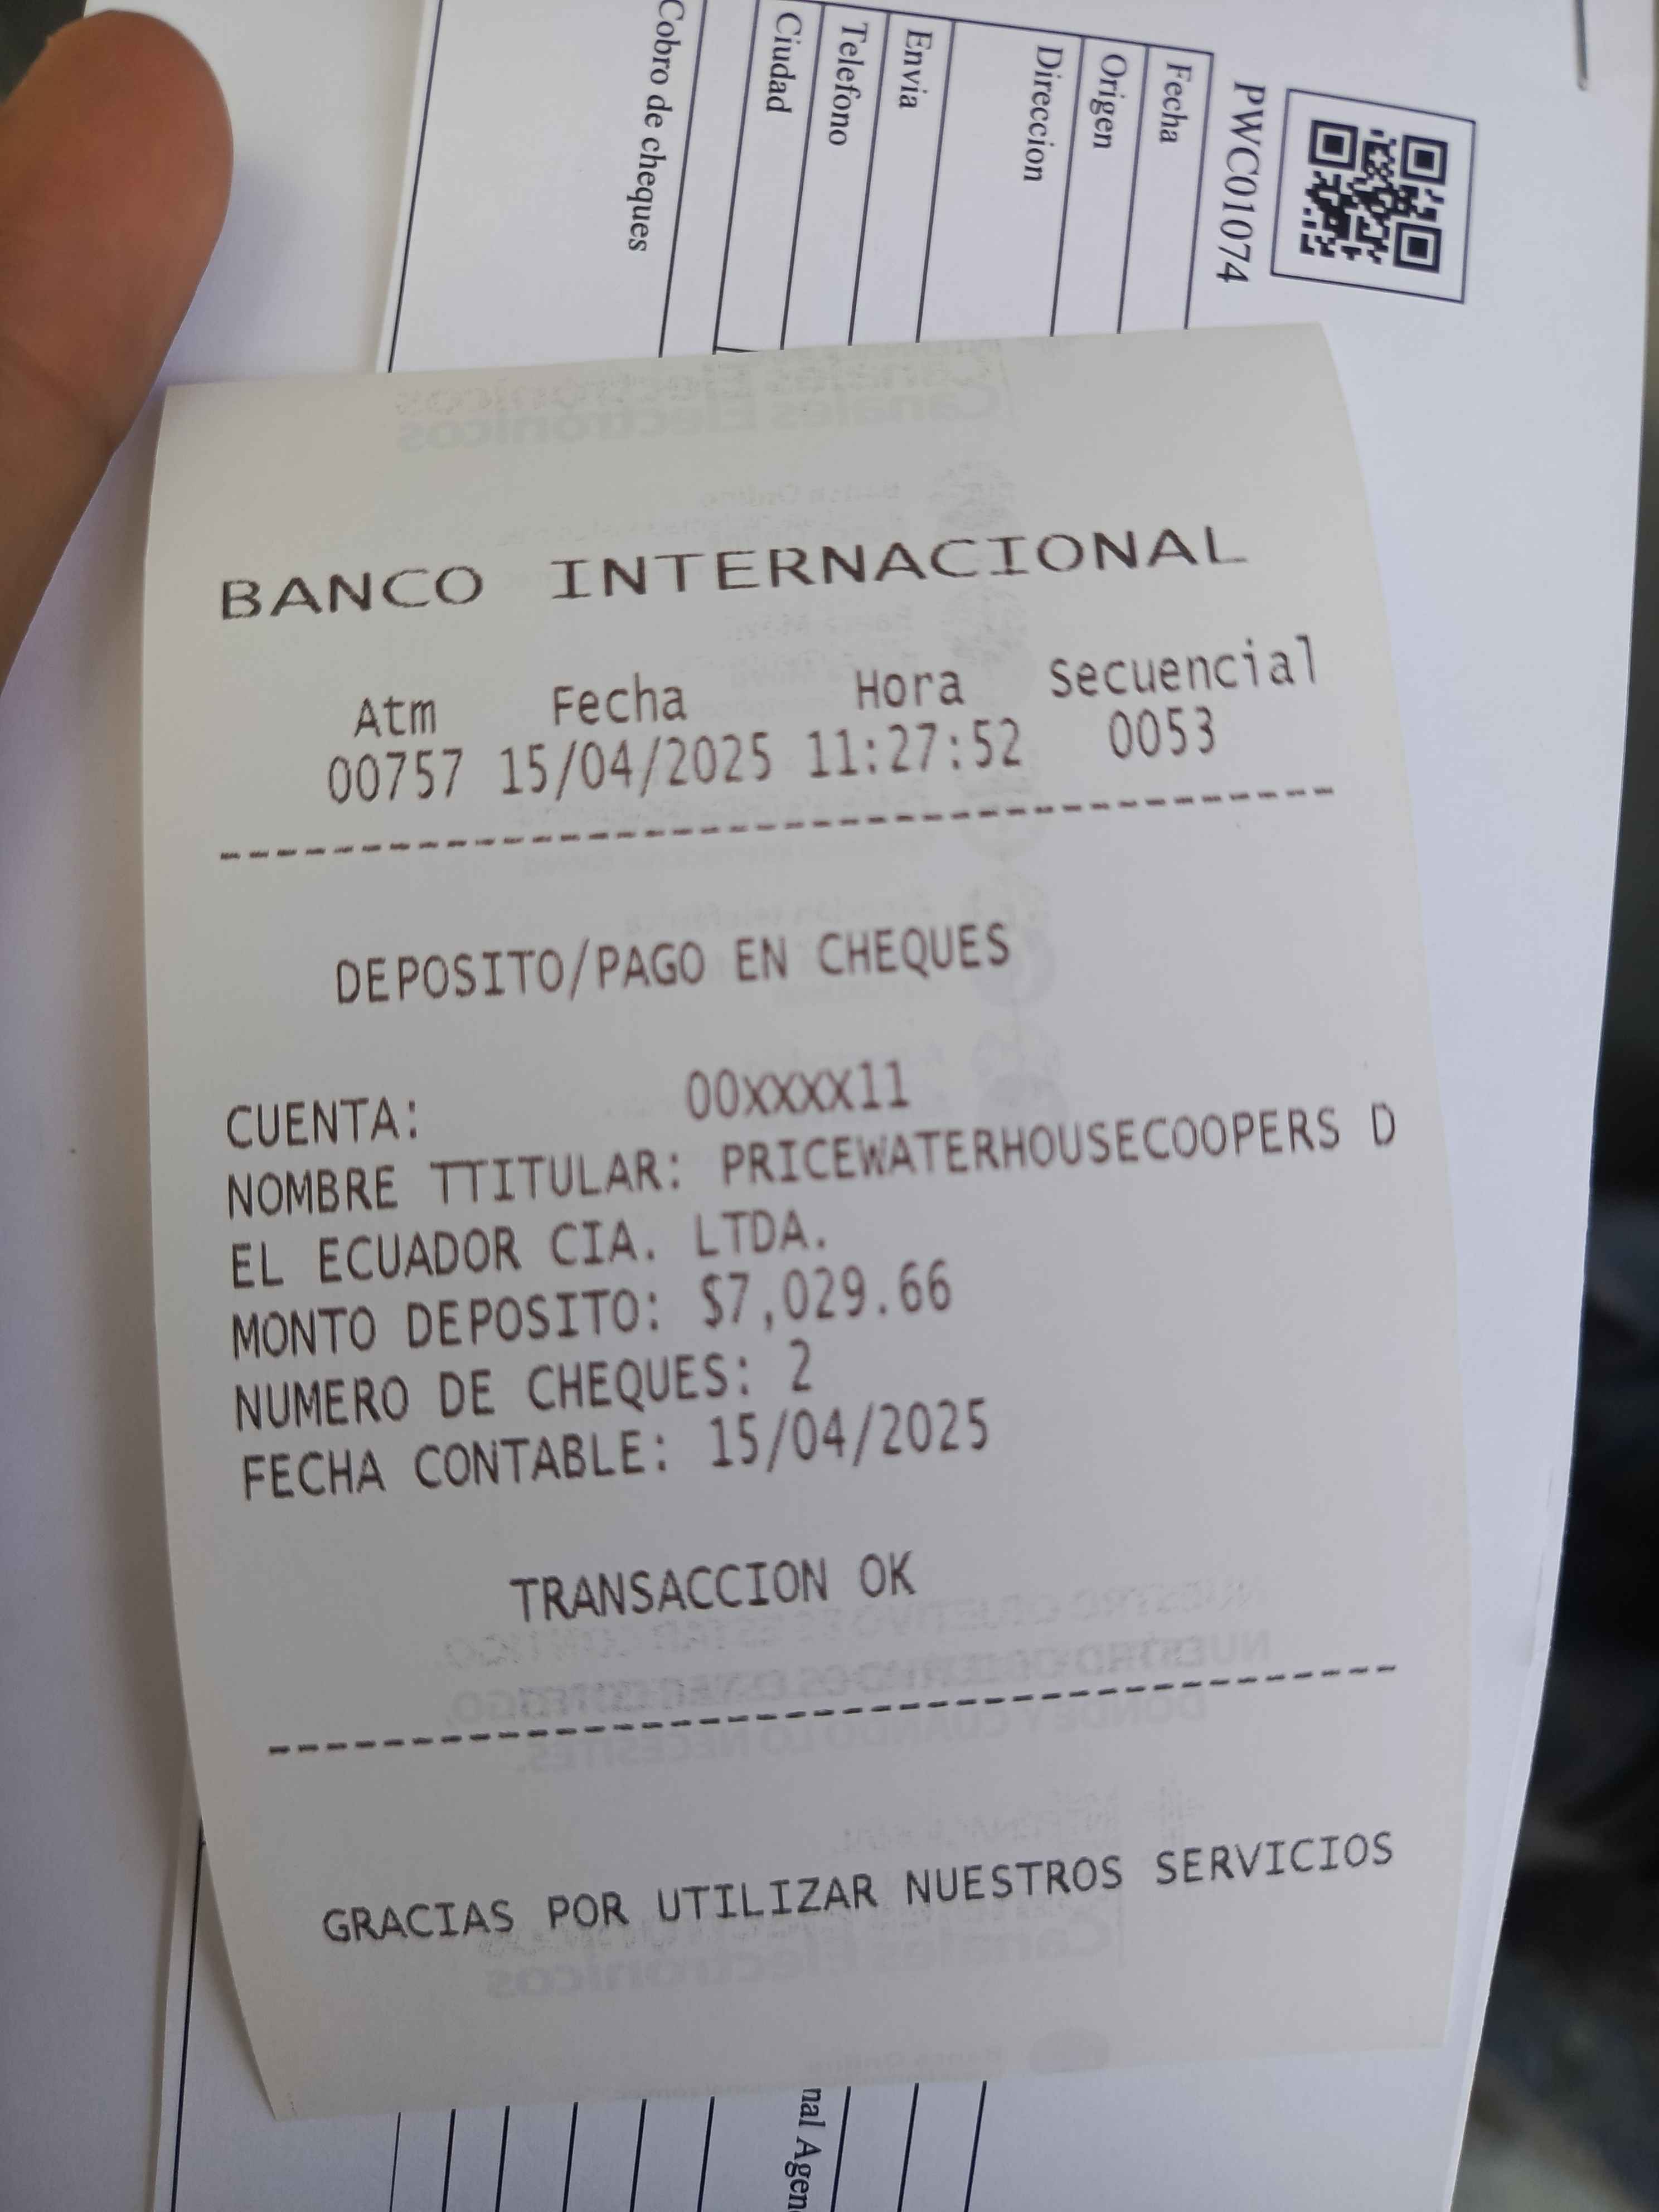 PWC01074
Fecha
Origen
Direccion
Envia
Telefono
Ciudad
Cobro de cheques
BANCO INTERNACIONAL
Atm Fecha Hora Secuencial
00757 15/04/2025 11:27:52 0053
DEPOSITO/PAGO EN CHEQUES
CUENTA: 00XXXX11
NOMBRE TTITULAR: PRICEWATERHOUSECOOPERS D
EL ECUADOR CIA. LTDA.
MONTO DEPOSITO: $7,029.66
NUMERO DE CHEQUES: 2
FECHA CONTABLE: 15/04/2025
TRANSACCION OK
GRACIAS POR UTILIZAR NUESTROS SERVICIOS